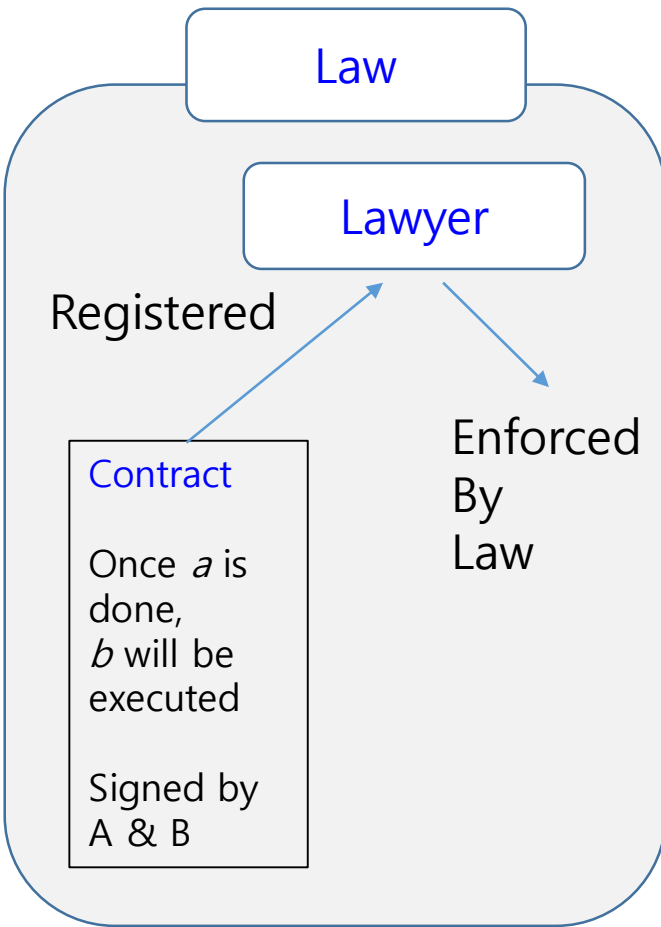 Law
Lawyer
Registered
Contract
Once a is
done,
b will be
executed
Signed by
A & B
Enforced
By
Law